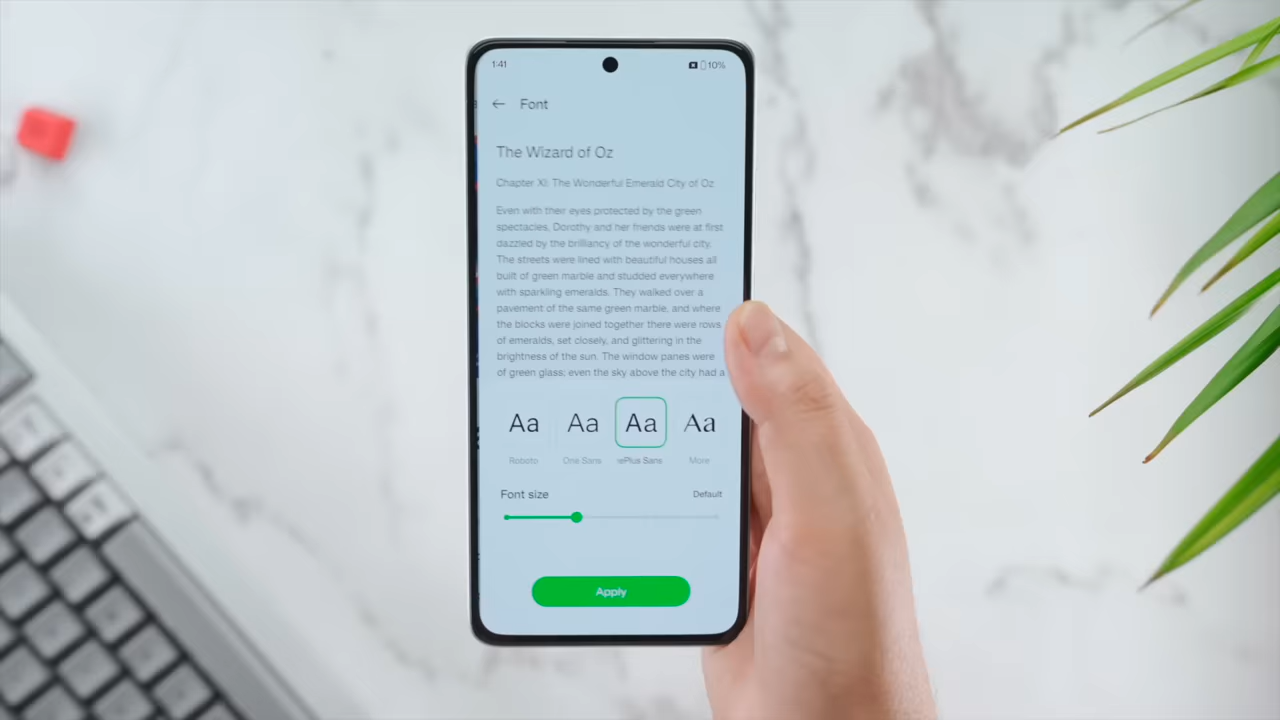 1:41
10%
← Font
The Wizard of Oz
Chapter XI: The Wonderful Emerald City of Oz
Even with their eyes protected by the green
spectacles, Dorothy and her friends were at first
dazzled by the brilliancy of the wonderful city.
The streets were lined with beautiful houses all
built of green marble and studded everywhere
with sparkling emeralds. They walked over a
pavement of the same green marble, and where
the blocks were joined together there were rows
of emeralds, set closely, and glittering in the
brightness of the sun. The window panes were
of green glass; even the sky above the city had a
Aa Aa Aa Aa
Roboto One Sans ePlus Sans More
Font size Default
Apply